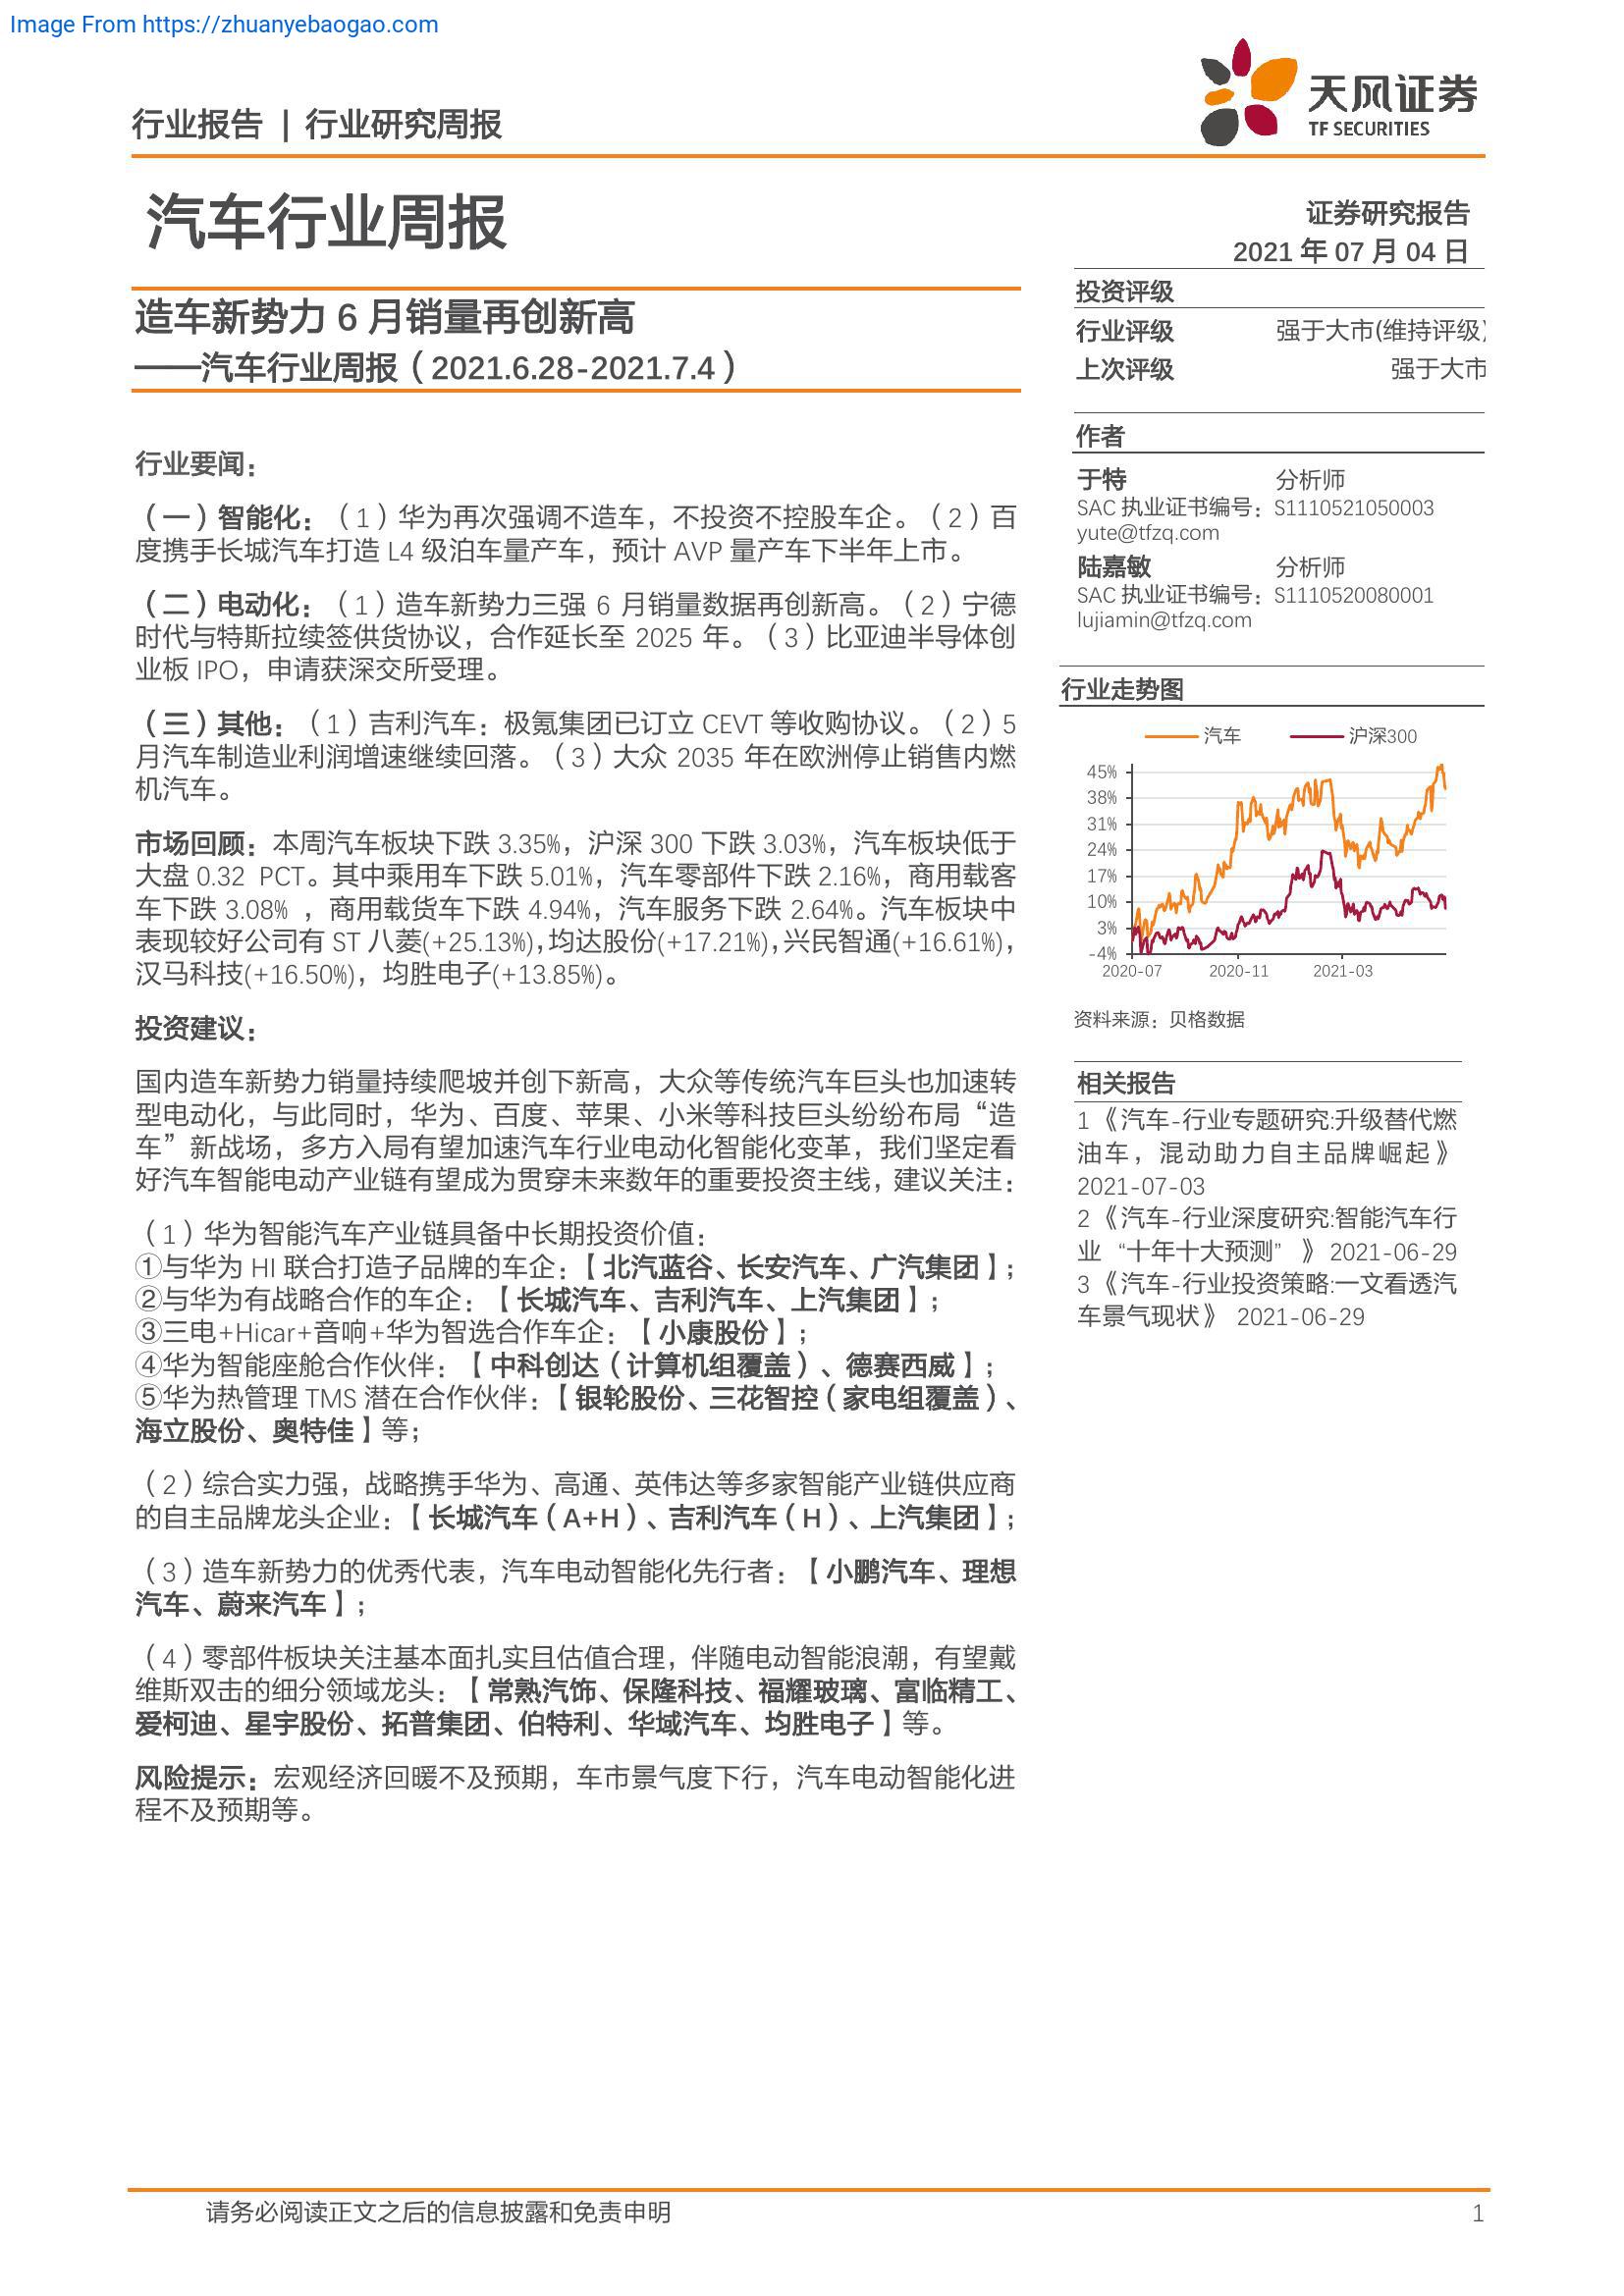 Image From https://zhuanyebaogao.com
行业报告 | 行业研究周报
天风证券
TF SECURITIES
汽车行业周报
证券研究报告
2021 年 07 月 04 日
造车新势力 6 月销量再创新高
——汽车行业周报（2021.6.28-2021.7.4）
投资评级
行业评级 强于大市(维持评级)
上次评级 强于大市
作者
于特 分析师
SAC 执业证书编号：S1110521050003
yute@tfzq.com
陆嘉敏 分析师
SAC 执业证书编号：S1110520080001
lujiamin@tfzq.com
行业走势图
汽车 沪深300
45%
38%
31%
24%
17%
10%
3%
-4%
2020-07 2020-11 2021-03
资料来源：贝格数据
相关报告
1 《汽车-行业专题研究:升级替代燃
油车，混动助力自主品牌崛起》
2021-07-03
2 《汽车-行业深度研究:智能汽车行
业 “十年十大预测” 》 2021-06-29
3 《汽车-行业投资策略:一文看透汽
车景气现状》 2021-06-29
行业要闻：
（一）智能化：（1）华为再次强调不造车，不投资不控股车企。（2）百
度携手长城汽车打造 L4 级泊车量产车，预计 AVP 量产车下半年上市。
（二）电动化：（1）造车新势力三强 6 月销量数据再创新高。（2）宁德
时代与特斯拉续签供货协议，合作延长至 2025 年。（3）比亚迪半导体创
业板 IPO，申请获深交所受理。
（三）其他：（1）吉利汽车：极氪集团已订立 CEVT 等收购协议。（2）5
月汽车制造业利润增速继续回落。（3）大众 2035 年在欧洲停止销售内燃
机汽车。
市场回顾：本周汽车板块下跌 3.35%，沪深 300 下跌 3.03%，汽车板块低于
大盘 0.32 PCT。其中乘用车下跌 5.01%，汽车零部件下跌 2.16%，商用载客
车下跌 3.08% ，商用载货车下跌 4.94%，汽车服务下跌 2.64%。汽车板块中
表现较好公司有 ST 八菱(+25.13%)，均达股份(+17.21%)，兴民智通(+16.61%)，
汉马科技(+16.50%)，均胜电子(+13.85%)。
投资建议：
国内造车新势力销量持续爬坡并创下新高，大众等传统汽车巨头也加速转
型电动化，与此同时，华为、百度、苹果、小米等科技巨头纷纷布局“造
车”新战场，多方入局有望加速汽车行业电动化智能化变革，我们坚定看
好汽车智能电动产业链有望成为贯穿未来数年的重要投资主线，建议关注：
（1）华为智能汽车产业链具备中长期投资价值：
①与华为 HI 联合打造子品牌的车企：【北汽蓝谷、长安汽车、广汽集团】；
②与华为有战略合作的车企：【长城汽车、吉利汽车、上汽集团】；
③三电+Hicar+音响+华为智选合作车企：【小康股份】；
④华为智能座舱合作伙伴：【中科创达（计算机组覆盖）、德赛西威】；
⑤华为热管理 TMS 潜在合作伙伴：【银轮股份、三花智控（家电组覆盖）、
海立股份、奥特佳】等；
（2）综合实力强，战略携手华为、高通、英伟达等多家智能产业链供应商
的自主品牌龙头企业：【长城汽车（A+H）、吉利汽车（H）、上汽集团】；
（3）造车新势力的优秀代表，汽车电动智能化先行者：【小鹏汽车、理想
汽车、蔚来汽车】；
（4）零部件板块关注基本面扎实且估值合理，伴随电动智能浪潮，有望戴
维斯双击的细分领域龙头：【常熟汽饰、保隆科技、福耀玻璃、富临精工、
爱柯迪、星宇股份、拓普集团、伯特利、华域汽车、均胜电子】等。
风险提示：宏观经济回暖不及预期，车市景气度下行，汽车电动智能化进
程不及预期等。
请务必阅读正文之后的信息披露和免责申明 1